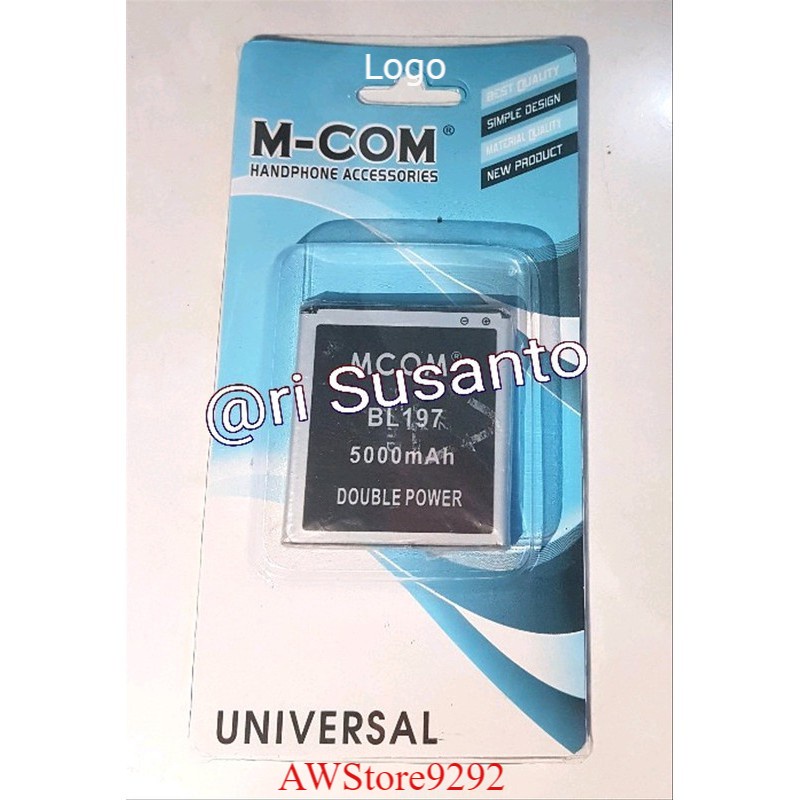 Logo
BEST QUALITY
SIMPLE DESIGN
MATERIAL QUALITY
NEW PRODUCT
M-COM®
HANDPHONE ACCESSORIES
MCOM®
@ri Susanto
BL197
5000mAh
DOUBLE POWER
UNIVERSAL
AWStore9292